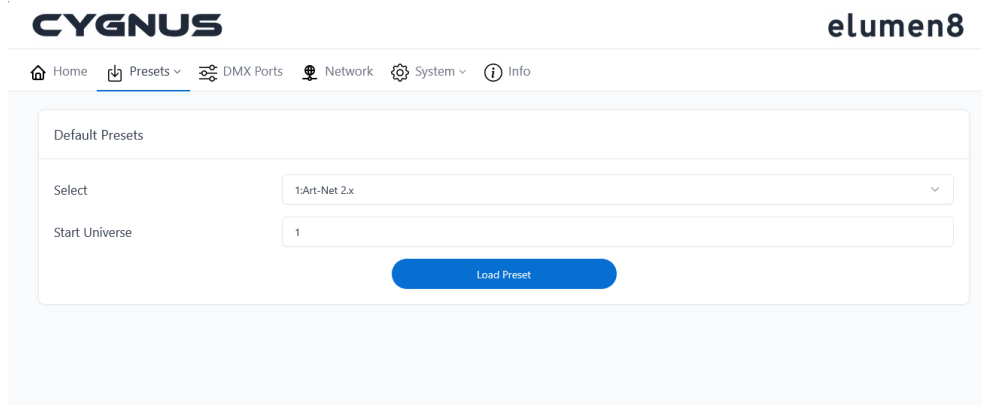 CYGNUS
elumen8
Home Presets DMX Ports Network System Info
Default Presets
Select 1:Art-Net 2.x
Start Universe 1
Load Preset